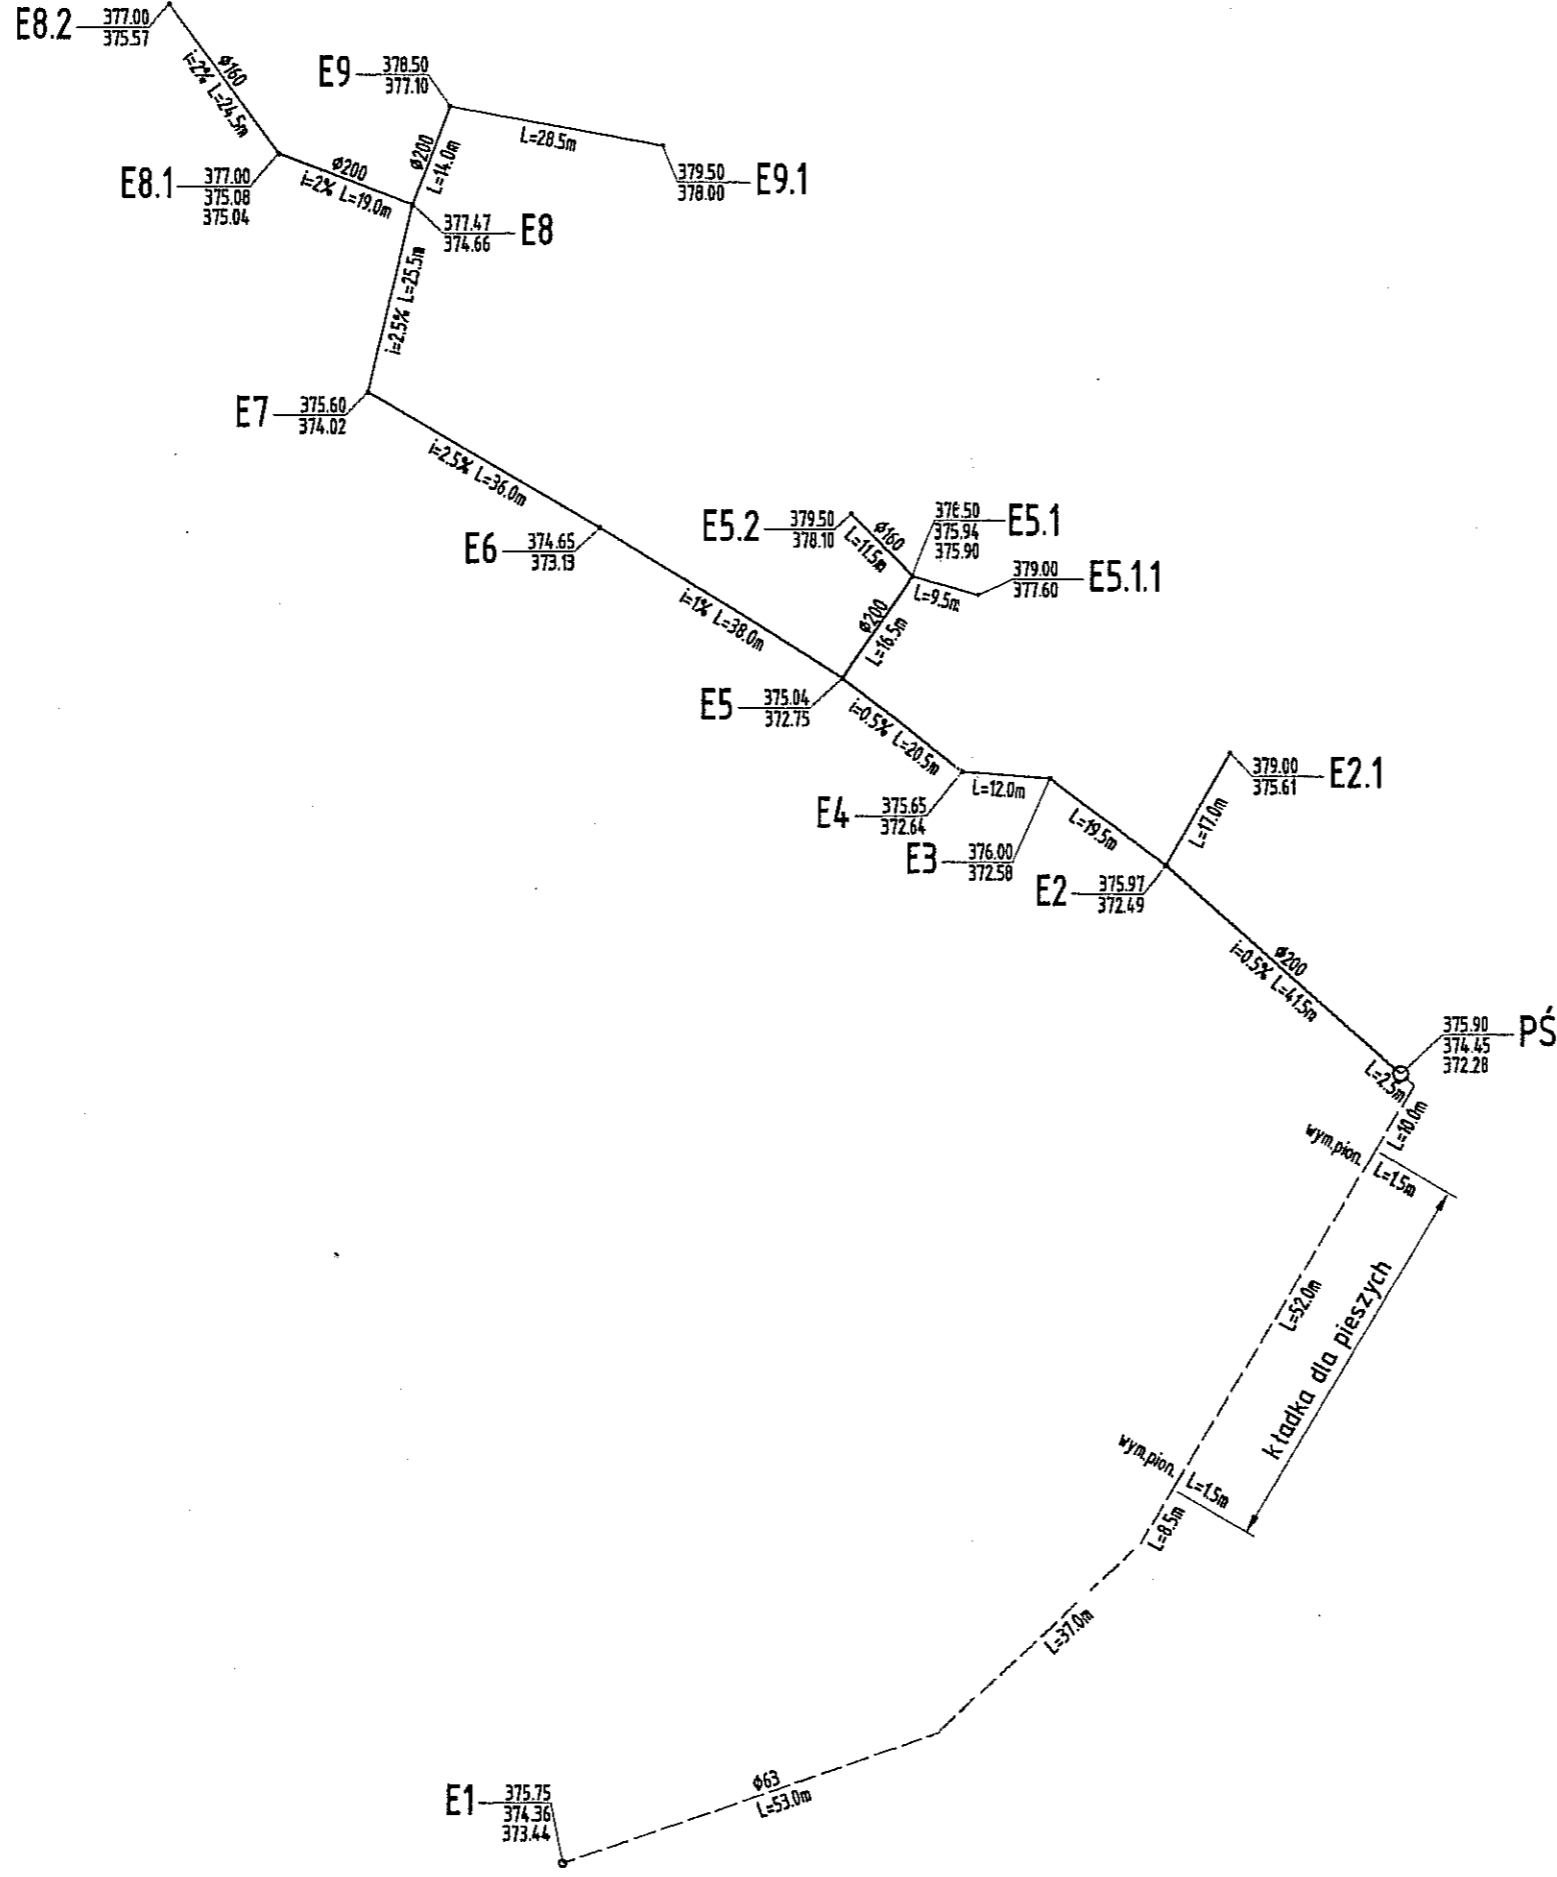 E8.2 377.00
375.57
ø160
i=2% L=24.5m
E9 378.50
377.10
L=28.5m
379.50 E9.1
378.00
ø200
L=14.0m
E8.1 377.00
375.08
375.04
ø200
i=2% L=19.0m
377.47 E8
374.66
i=2.5% L=25.5m
E7 375.60
374.02
i=2.5% L=36.0m
E6 374.65
373.13
i=1% L=38.0m
E5.2 379.50
378.10
ø160
L=11.5m
E5.1
375.94
375.90
379.00 E5.1.1
377.60
L=9.5m
ø200
L=16.5m
E5 375.04
372.75
i=0.5% L=20.5m
E4 375.65
372.64
L=12.0m
E3 376.00
372.58
L=19.5m
379.00 E2.1
375.61
L=17.0m
E2 375.97
372.49
ø200
i=0.5% L=41.5m
375.90 PŚ
374.45
372.28
L=2.5m
L=10.0m
wym.pion.
L=1.5m
L=52.0m
kładka dla pieszych
wym.pion.
L=1.5m
L=8.5m
L=37.0m
ø63
L=53.0m
E1 375.75
374.36
373.44